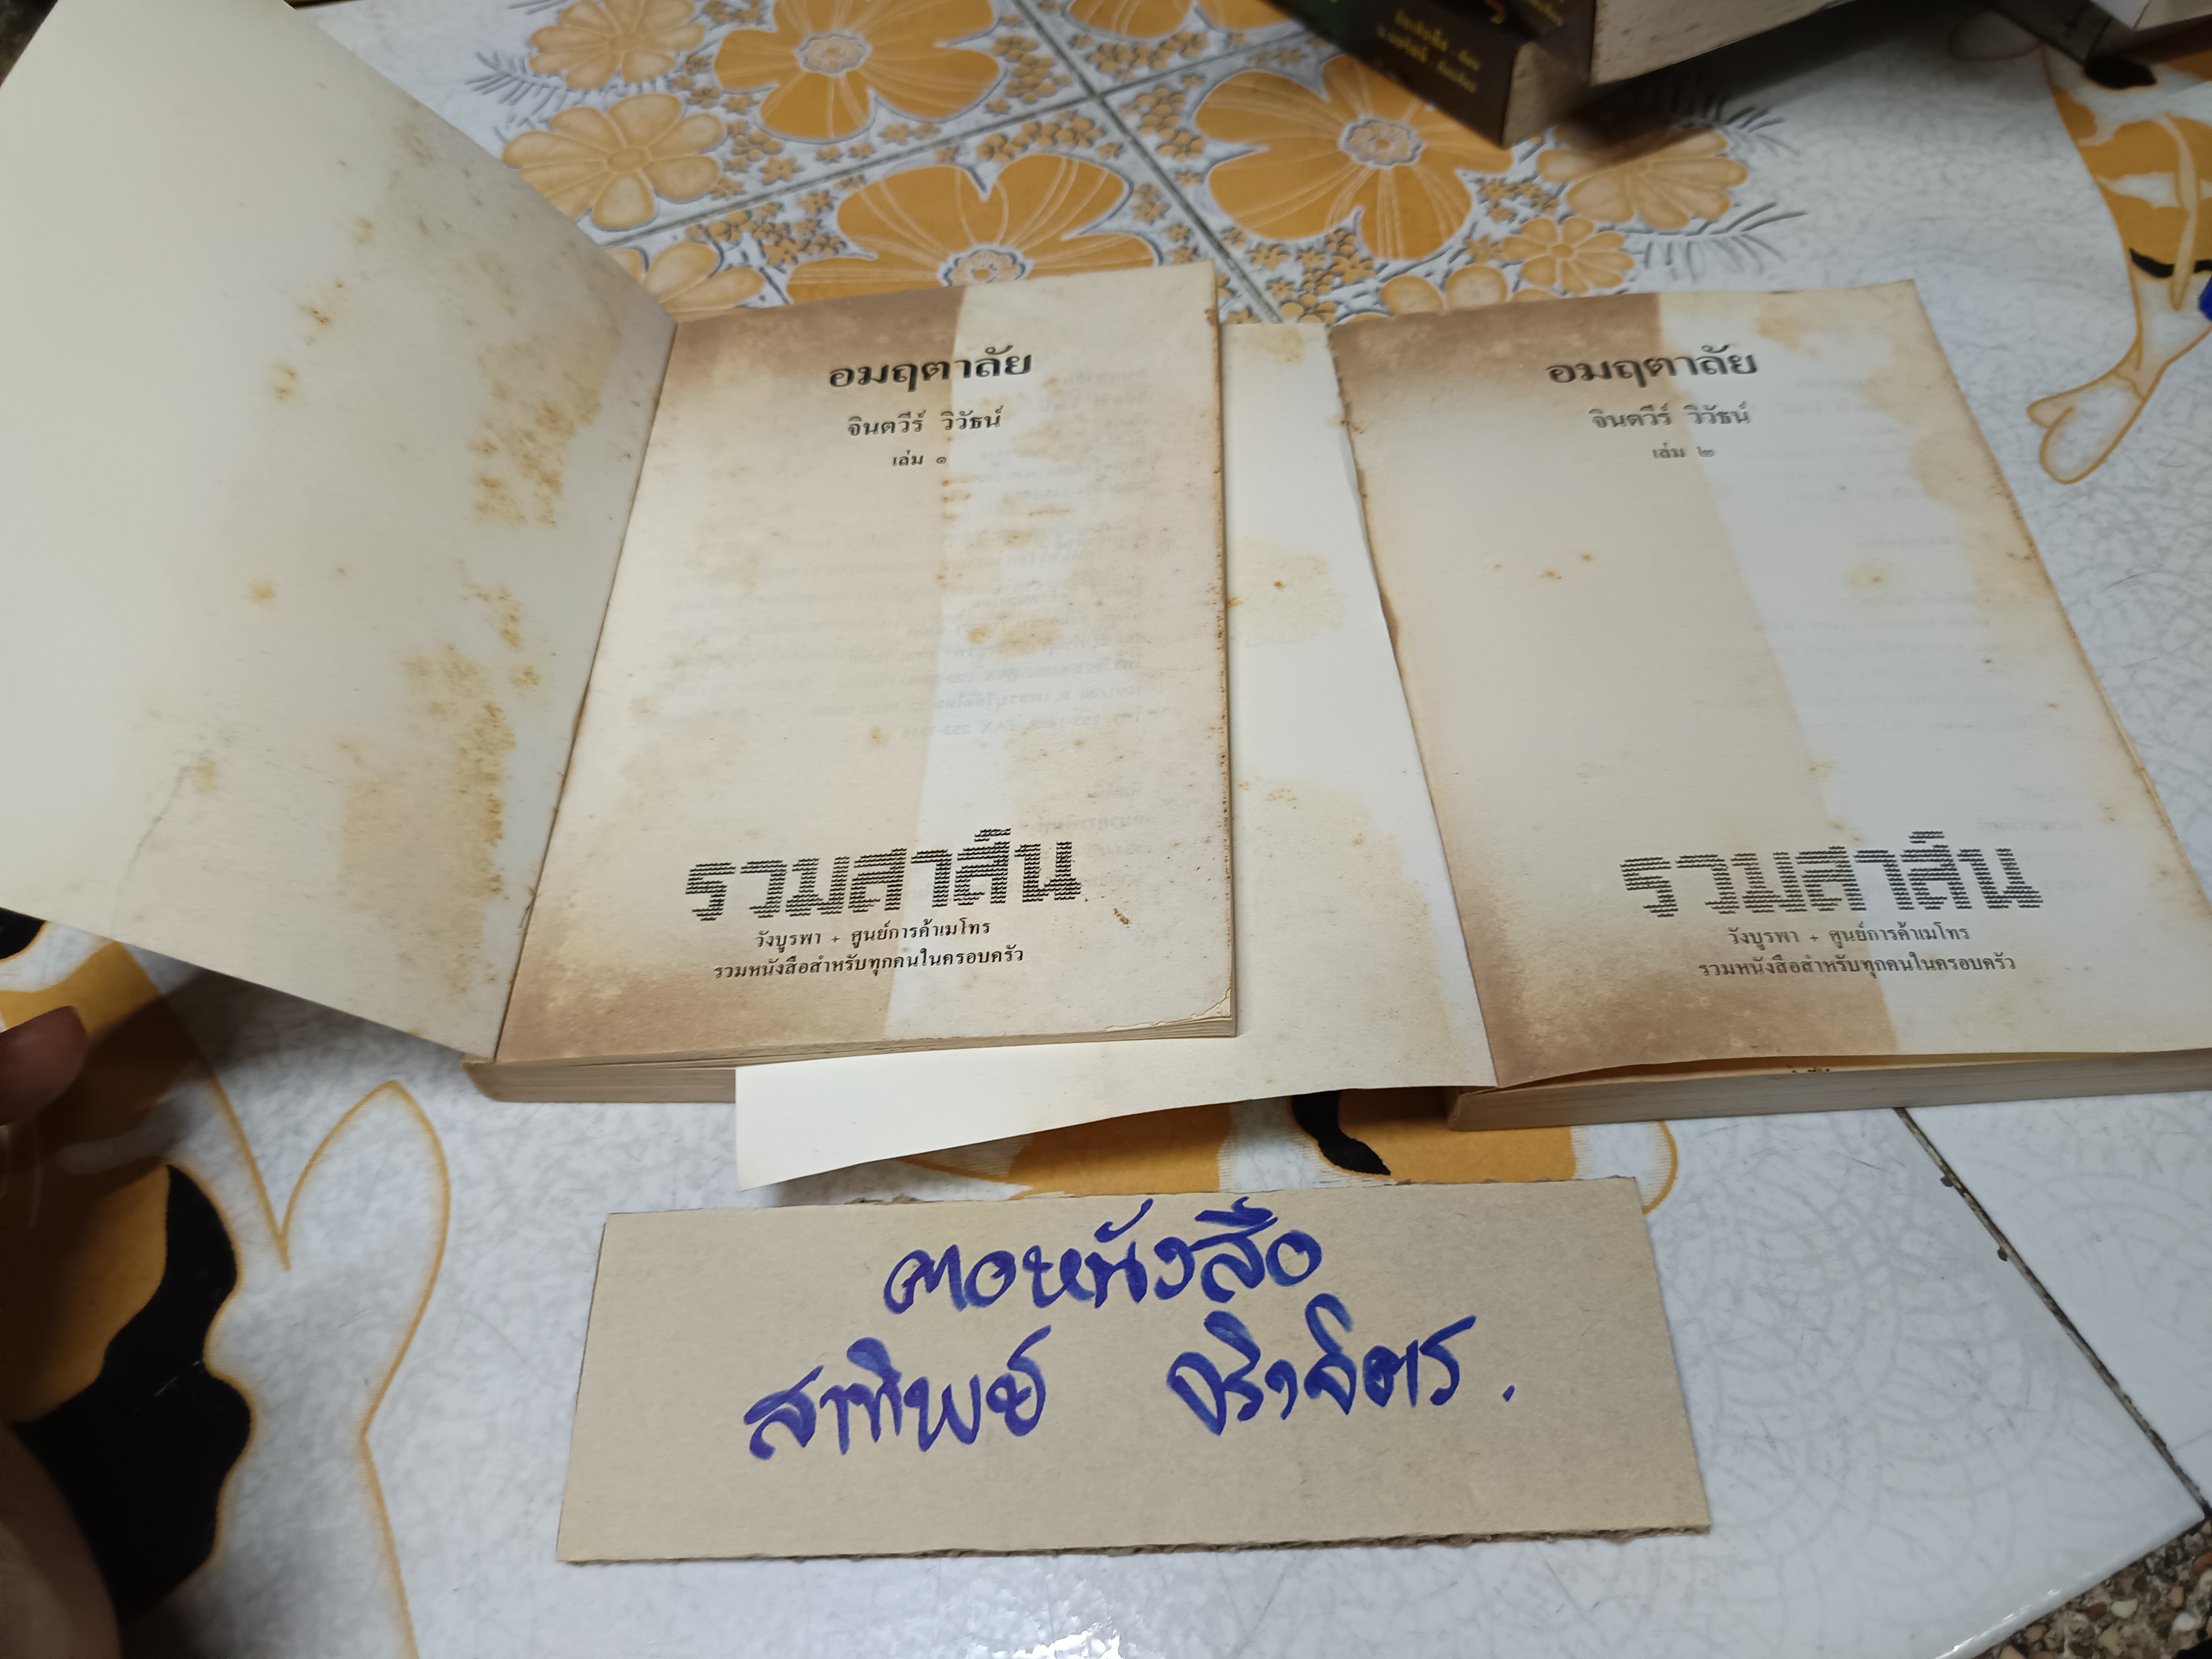 อมฤตาลัย
จินตวีร์ วิวัธน์
เล่ม ๑
รวมสาส์น
วังบูรพา + ศูนย์การค้าเมโทร
รวมหนังสือสำหรับทุกคนในครอบครัว
อมฤตาลัย
จินตวีร์ วิวัธน์
เล่ม ๒
รวมสาส์น
วังบูรพา + ศูนย์การค้าเมโทร
รวมหนังสือสำหรับทุกคนในครอบครัว
คอหนังสือ
สาทิพย์